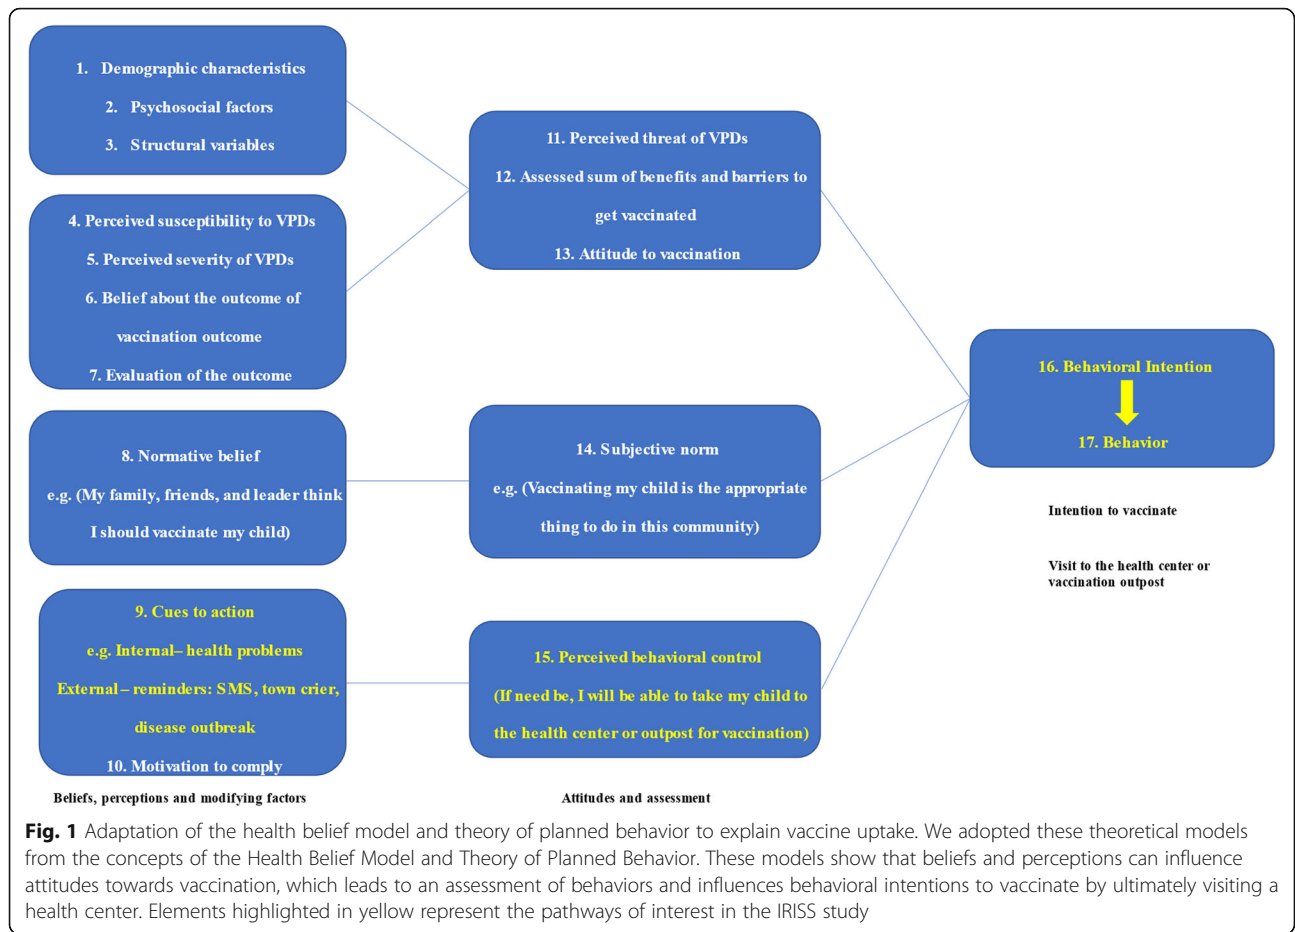 1. Demographic characteristics
2. Psychosocial factors
3. Structural variables
4. Perceived susceptibility to VPDs
5. Perceived severity of VPDs
6. Belief about the outcome of
vaccination outcome
7. Evaluation of the outcome
8. Normative belief
e.g. (My family, friends, and leader think
I should vaccinate my child)
9. Cues to action
e.g. Internal– health problems
External– reminders: SMS, town crier,
disease outbreak
10. Motivation to comply
Beliefs, perceptions and modifying factors
11. Perceived threat of VPDs
12. Assessed sum of benefits and barriers to
get vaccinated
13. Attitude to vaccination
14. Subjective norm
e.g. (Vaccinating my child is the appropriate
thing to do in this community)
15. Perceived behavioral control
(If need be, I will be able to take my child to
the health center or outpost for vaccination)
Attitudes and assessment
16. Behavioral Intention
17. Behavior
Intention to vaccinate
Visit to the health center or
vaccination outpost
Fig. 1 Adaptation of the health belief model and theory of planned behavior to explain vaccine uptake. We adopted these theoretical models
from the concepts of the Health Belief Model and Theory of Planned Behavior. These models show that beliefs and perceptions can influence
attitudes towards vaccination, which leads to an assessment of behaviors and influences behavioral intentions to vaccinate by ultimately visiting a
health center. Elements highlighted in yellow represent the pathways of interest in the IRISS study